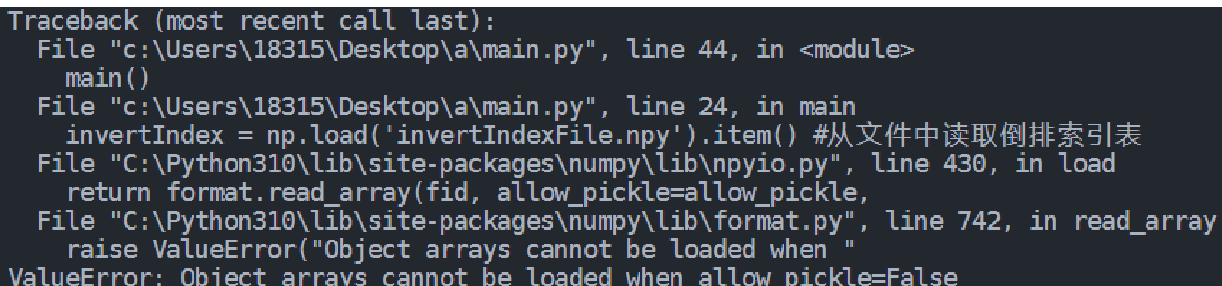 Traceback (most recent call last):
  File "c:\Users\18315\Desktop\a\main.py", line 44, in <module>
    main()
  File "c:\Users\18315\Desktop\a\main.py", line 24, in main
    invertIndex = np.load('invertIndexFile.npy').item() #从文件中读取倒排索引表
  File "C:\Python310\lib\site-packages\numpy\lib\npyio.py", line 430, in load
    return format.read_array(fid, allow_pickle=allow_pickle,
  File "C:\Python310\lib\site-packages\numpy\lib\format.py", line 742, in read_array
    raise ValueError("Object arrays cannot be loaded when "
ValueError: Object arrays cannot be loaded when allow_pickle=False